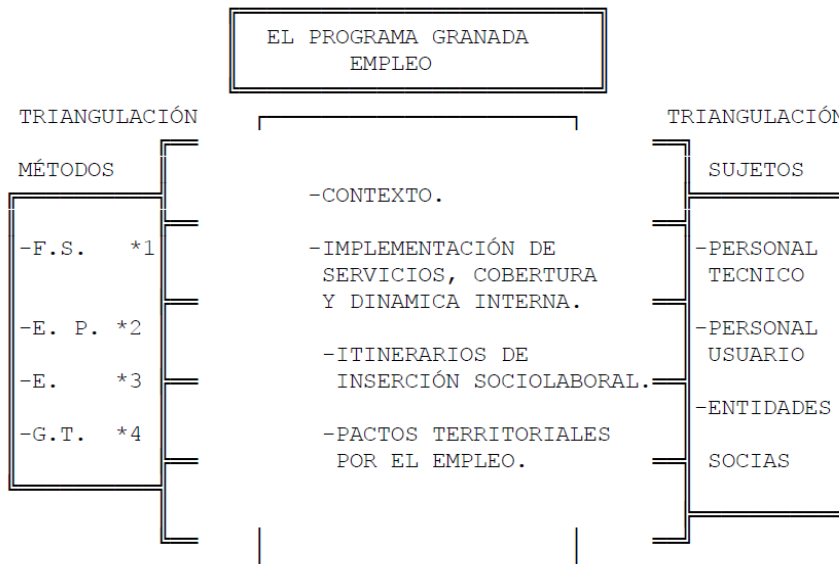 EL PROGRAMA GRANADA
EMPLEO
TRIANGULACIÓN
MÉTODOS
-F.S. *1
-E. P. *2
-E. *3
-G.T. *4
-CONTEXTO.
-IMPLEMENTACIÓN DE
SERVICIOS, COBERTURA
Y DINAMICA INTERNA.
-ITINERARIOS DE
INSERCIÓN SOCIOLABORAL.
-PACTOS TERRITORIALES
POR EL EMPLEO.
TRIANGULACIÓN
SUJETOS
-PERSONAL
TECNICO
-PERSONAL
USUARIO
-ENTIDADES
SOCIAS